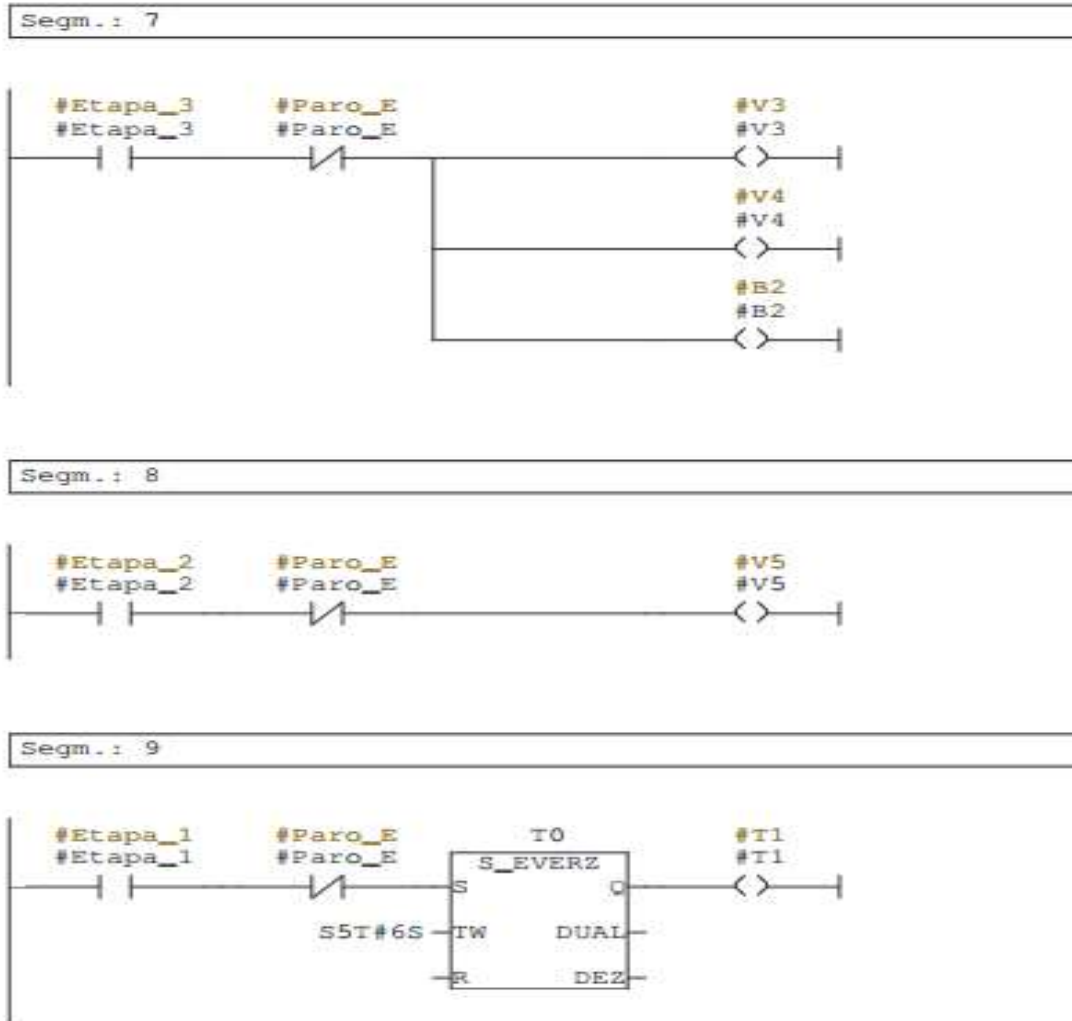 Segm.: 7
#Etapa_3 #Paro_E #V3
#Etapa_3 #Paro_E #V3
#V4
#V4
#B2
#B2
Segm.: 8
#Etapa_2 #Paro_E #V5
#Etapa_2 #Paro_E #V5
Segm.: 9
#Etapa_1 #Paro_E T0 #T1
#Etapa_1 #Paro_E S_EVERZ #T1
S Q
S5T#6S TW DUAL
R DEZ